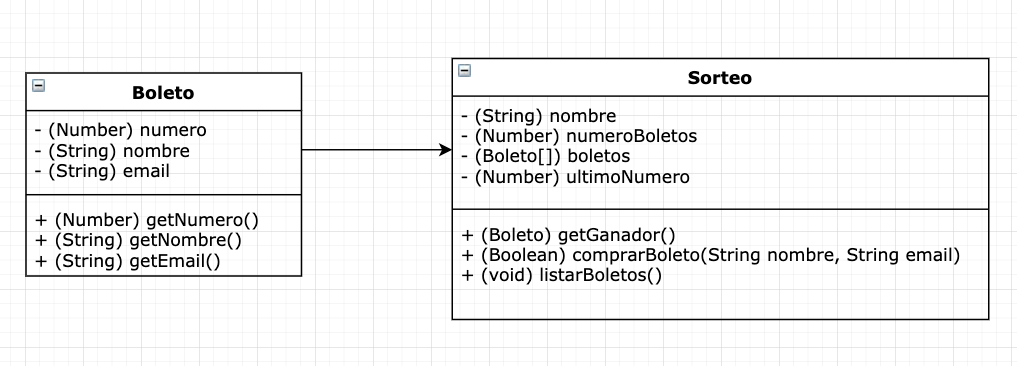 Boleto
- (Number) numero
- (String) nombre
- (String) email
+ (Number) getNumero()
+ (String) getNombre()
+ (String) getEmail()
Sorteo
- (String) nombre
- (Number) numeroBoletos
- (Boleto[]) boletos
- (Number) ultimoNumero
+ (Boleto) getGanador()
+ (Boolean) comprarBoleto(String nombre, String email)
+ (void) listarBoletos()